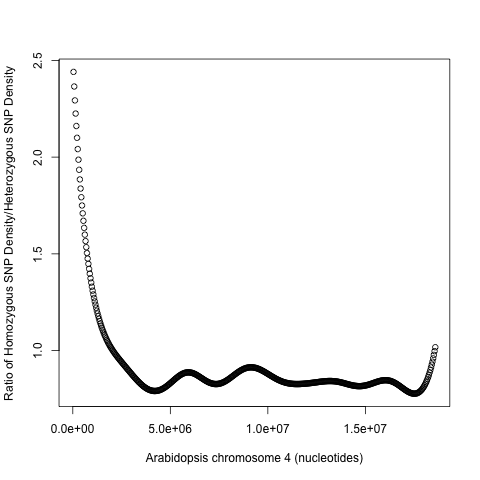 Ratio of Homozygous SNP Density/Heterozygous SNP Density
2.5
2.0
1.5
1.0
0.0e+00 5.0e+06 1.0e+07 1.5e+07
Arabidopsis chromosome 4 (nucleotides)